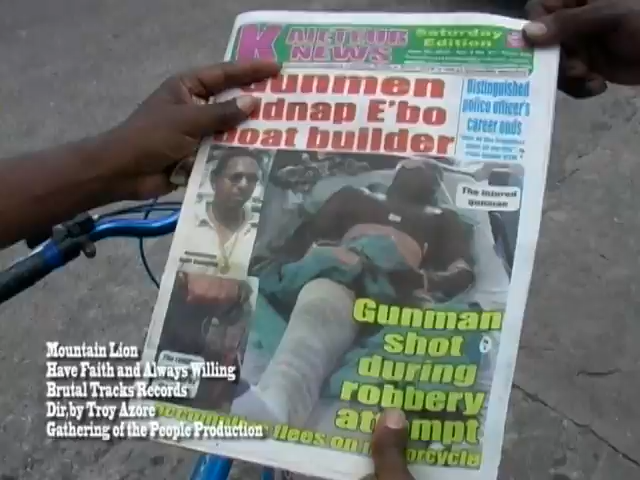 KAIETEUR
NEWS
Saturday
Edition
Gunmen
kidnap E'bo
boat builder
Distinguished
police officer's
career ends
The injured
gunman
Gunman
shot
during
robbery
attempt
flees on motorcycle
Mountain Lion
Have Faith and Always Willing
Brutal Tracks Records
Dir,by Troy Azore
Gathering of the People Production